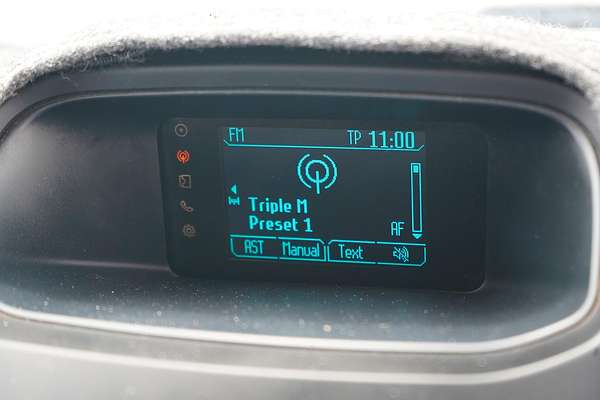 FM TP 11:00
Triple M
Preset 1
AF
AST Manual Text